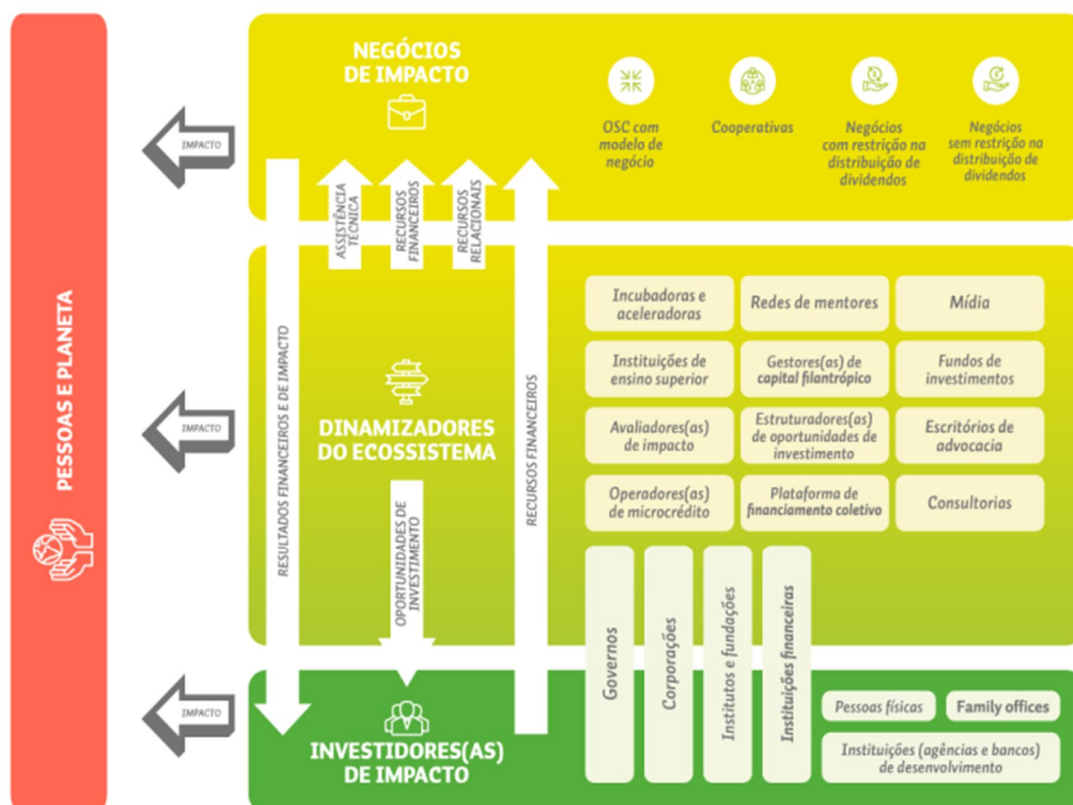 PESSOAS E PLANETA
IMPACTO
IMPACTO
IMPACTO
NEGÓCIOS
DE IMPACTO
OSC com
modelo de
negócio
Cooperativas
Negócios
com restrição na
distribuição de
dividendos
Negócios
sem restrição na
distribuição de
dividendos
ASSISTÊNCIA
TÉCNICA
RECURSOS
FINANCEIROS
RECURSOS
RELACIONAIS
RESULTADOS FINANCEIROS E DE IMPACTO
RECURSOS FINANCEIROS
DINAMIZADORES
DO ECOSSISTEMA
Incubadoras e
aceleradoras
Redes de mentores
Mídia
Instituições de
ensino superior
Gestores(as) de
capital filantrópico
Fundos de
investimentos
Avaliadores(as)
de impacto
Estruturadores(as)
de oportunidades de
investimento
Escritórios de
advocacia
Operadores(as)
de microcrédito
Plataforma de
financiamento coletivo
Consultorias
OPORTUNIDADES DE
INVESTIMENTO
Governos
Corporações
Institutos e fundações
Instituições financeiras
INVESTIDORES(AS)
DE IMPACTO
Pessoas físicas
Family offices
Instituições (agências e bancos)
de desenvolvimento